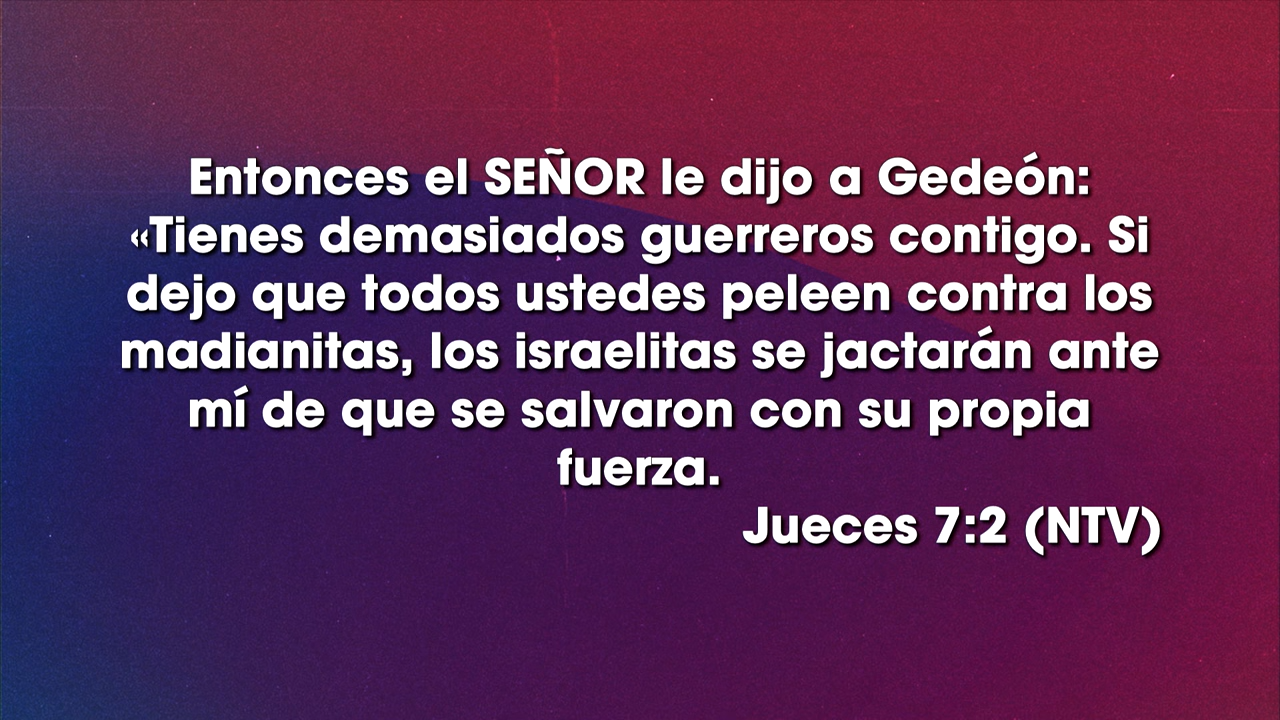 Entonces el SEÑOR le dijo a Gedeón:
«Tienes demasiados guerreros contigo. Si
dejo que todos ustedes peleen contra los
madianitas, los israelitas se jactarán ante
mí de que se salvaron con su propia
fuerza.
Jueces 7:2 (NTV)